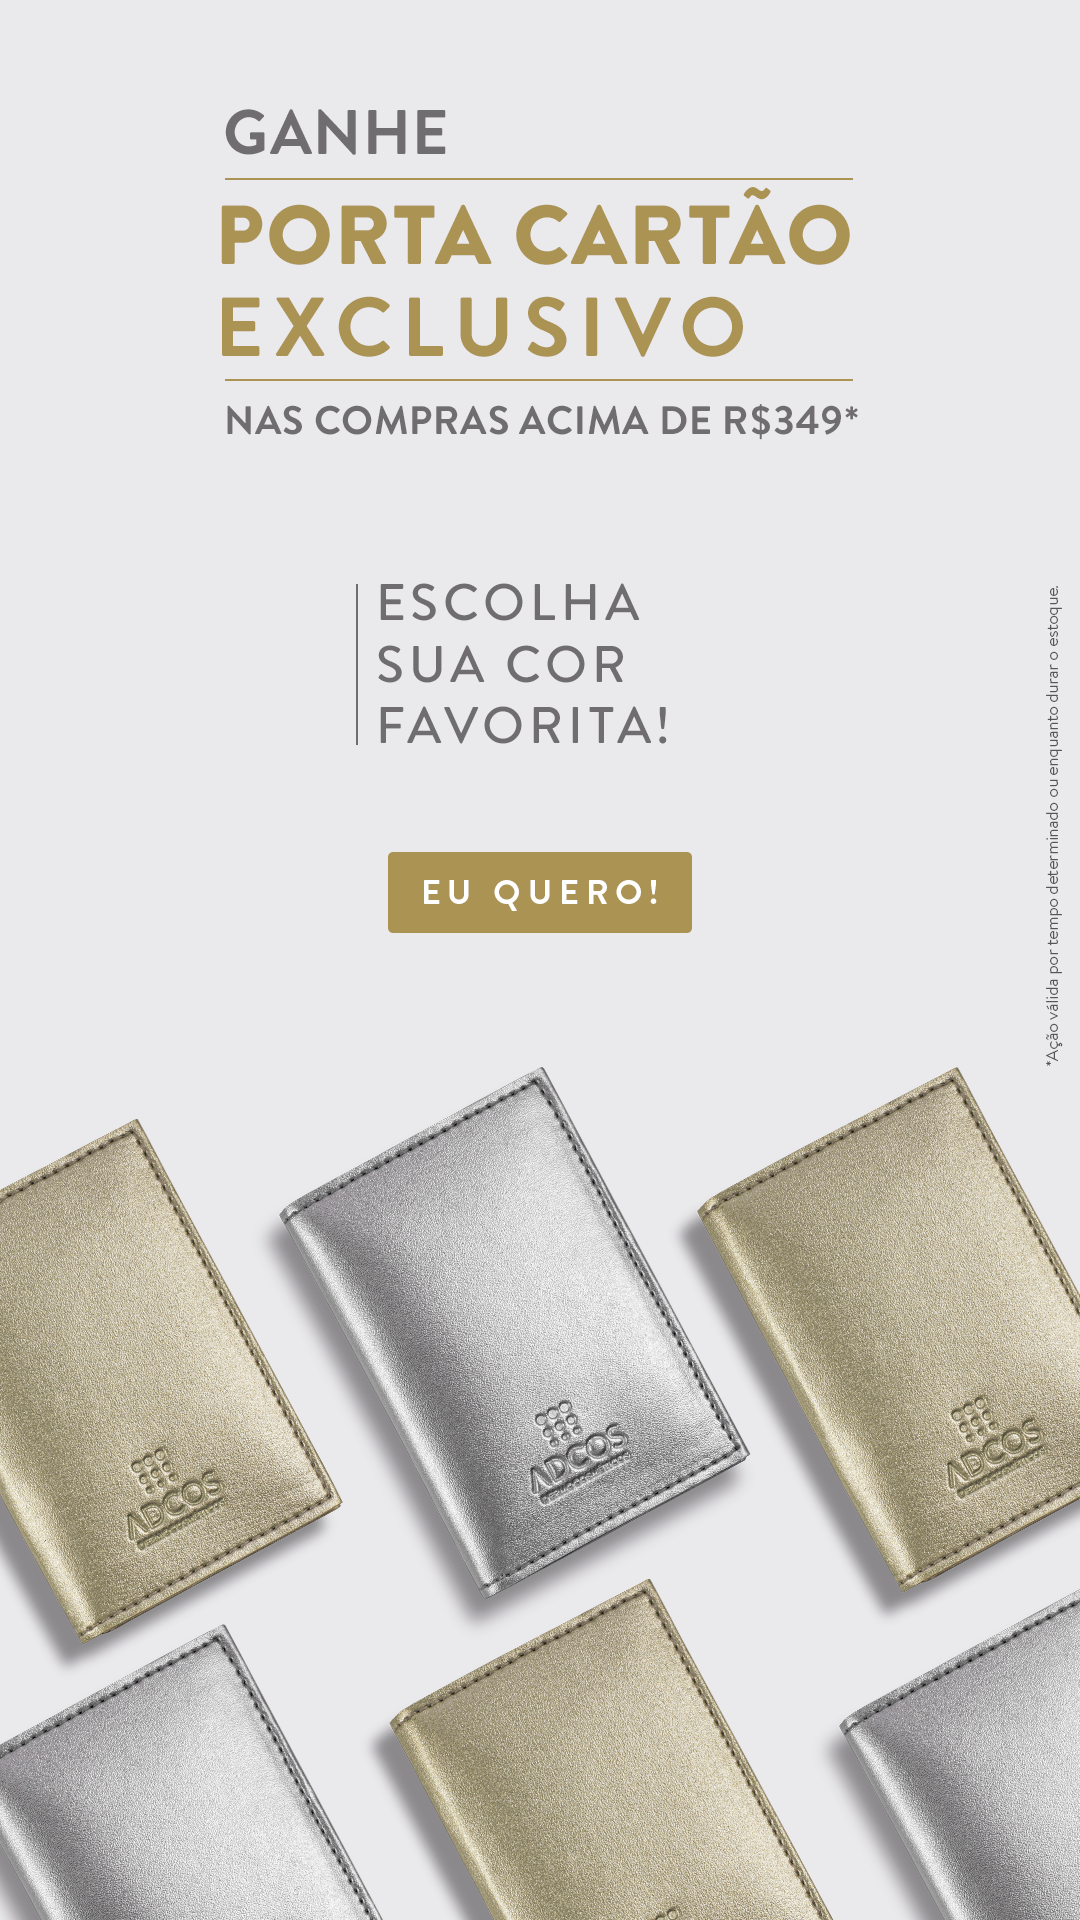 GANHE
PORTA CARTÃO
EXCLUSIVO
NAS COMPRAS ACIMA DE R$349*
ESCOLHA
SUA COR
FAVORITA!
EU QUERO!
*Ação válida por tempo determinado ou enquanto durar o estoque.
ADCOS
ADCOS
ADCOS